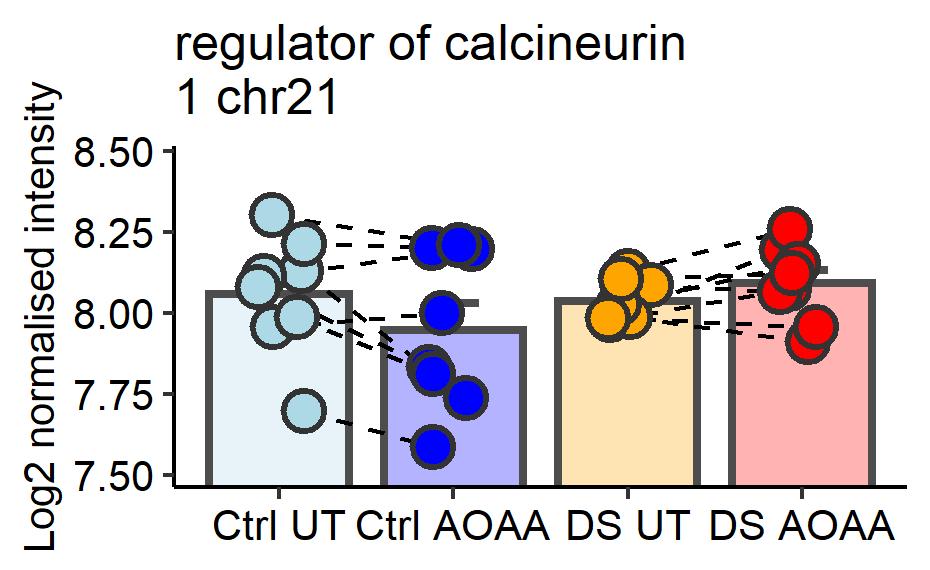 regulator of calcineurin
1 chr21
Log2 normalised intensity
8.50
8.25
8.00
7.75
7.50
Ctrl UT
Ctrl AOAA
DS UT
DS AOAA